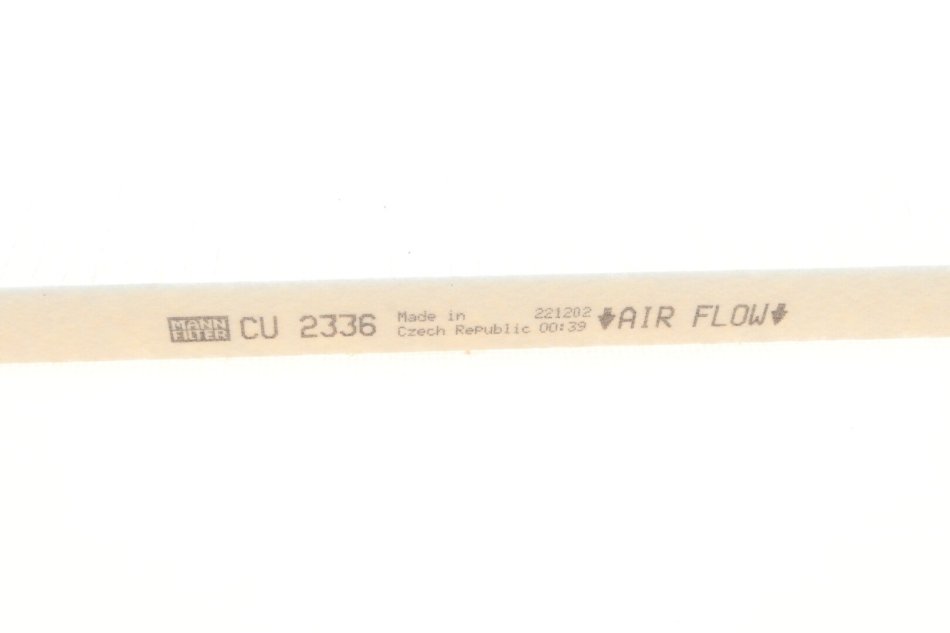 MANN
FILTER
CU 2336
Made in
Czech Republic
221202
00:39
AIR FLOW